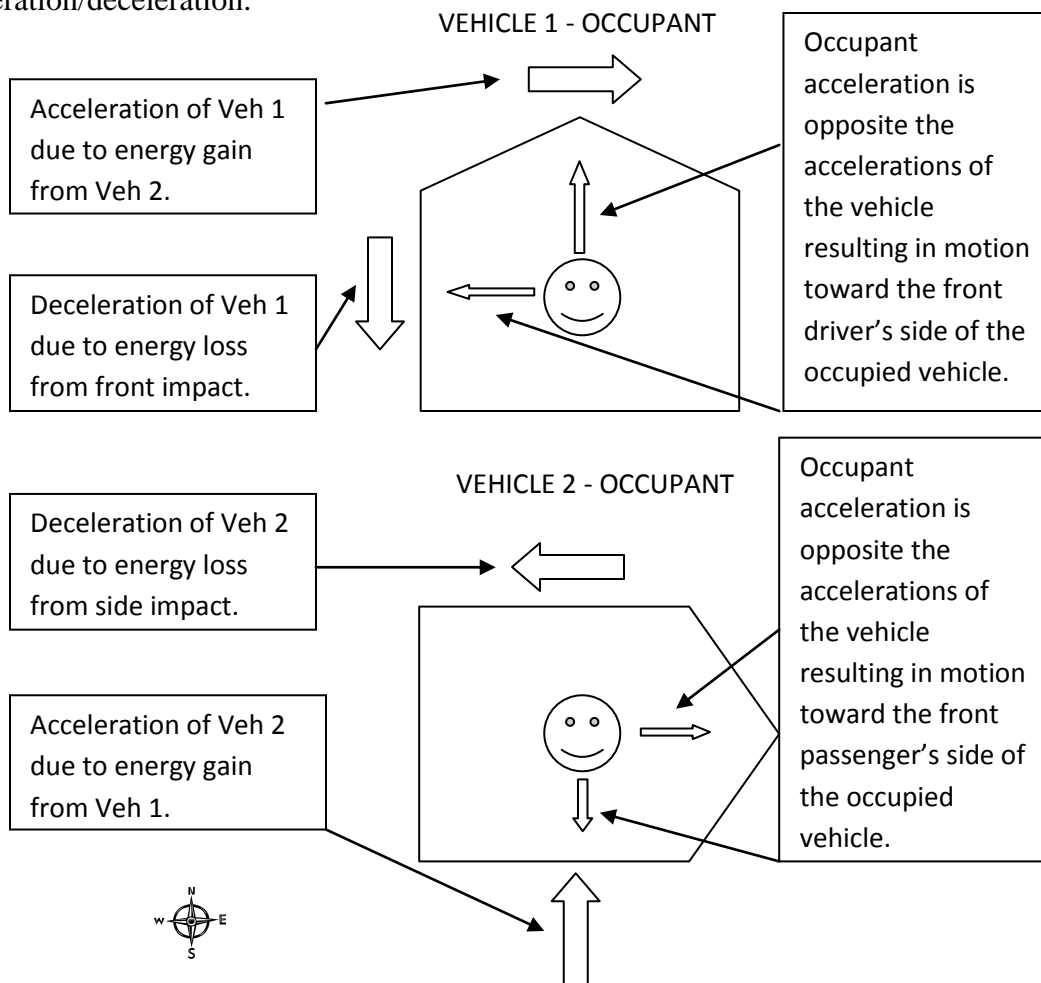 eration/deceleration.
VEHICLE 1 - OCCUPANT
Acceleration of Veh 1
due to energy gain
from Veh 2.
Deceleration of Veh 1
due to energy loss
from front impact.
Occupant
acceleration is
opposite the
accelerations of
the vehicle
resulting in motion
toward the front
driver’s side of the
occupied vehicle.
VEHICLE 2 - OCCUPANT
Deceleration of Veh 2
due to energy loss
from side impact.
Acceleration of Veh 2
due to energy gain
from Veh 1.
Occupant
acceleration is
opposite the
accelerations of
the vehicle
resulting in motion
toward the front
passenger’s side of
the occupied
vehicle.
N
W E
S